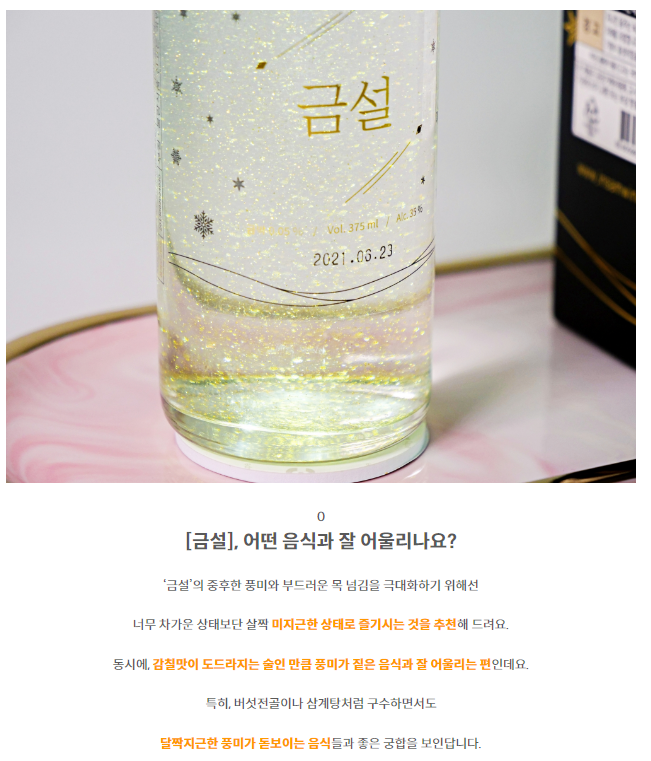 금설
Vol. 375 ml / Alc. 35 %
2021.06.23
0
[금설], 어떤 음식과 잘 어울리나요?
‘금설’의 중후한 풍미와 부드러운 목 넘김을 극대화하기 위해선
너무 차가운 상태보단 살짝 미지근한 상태로 즐기시는 것을 추천해 드려요.
동시에, 감칠맛이 도드라지는 술인 만큼 풍미가 짙은 음식과 잘 어울리는 편인데요.
특히, 버섯전골이나 삼계탕처럼 구수하면서도
달짝지근한 풍미가 돋보이는 음식들과 좋은 궁합을 보인답니다.